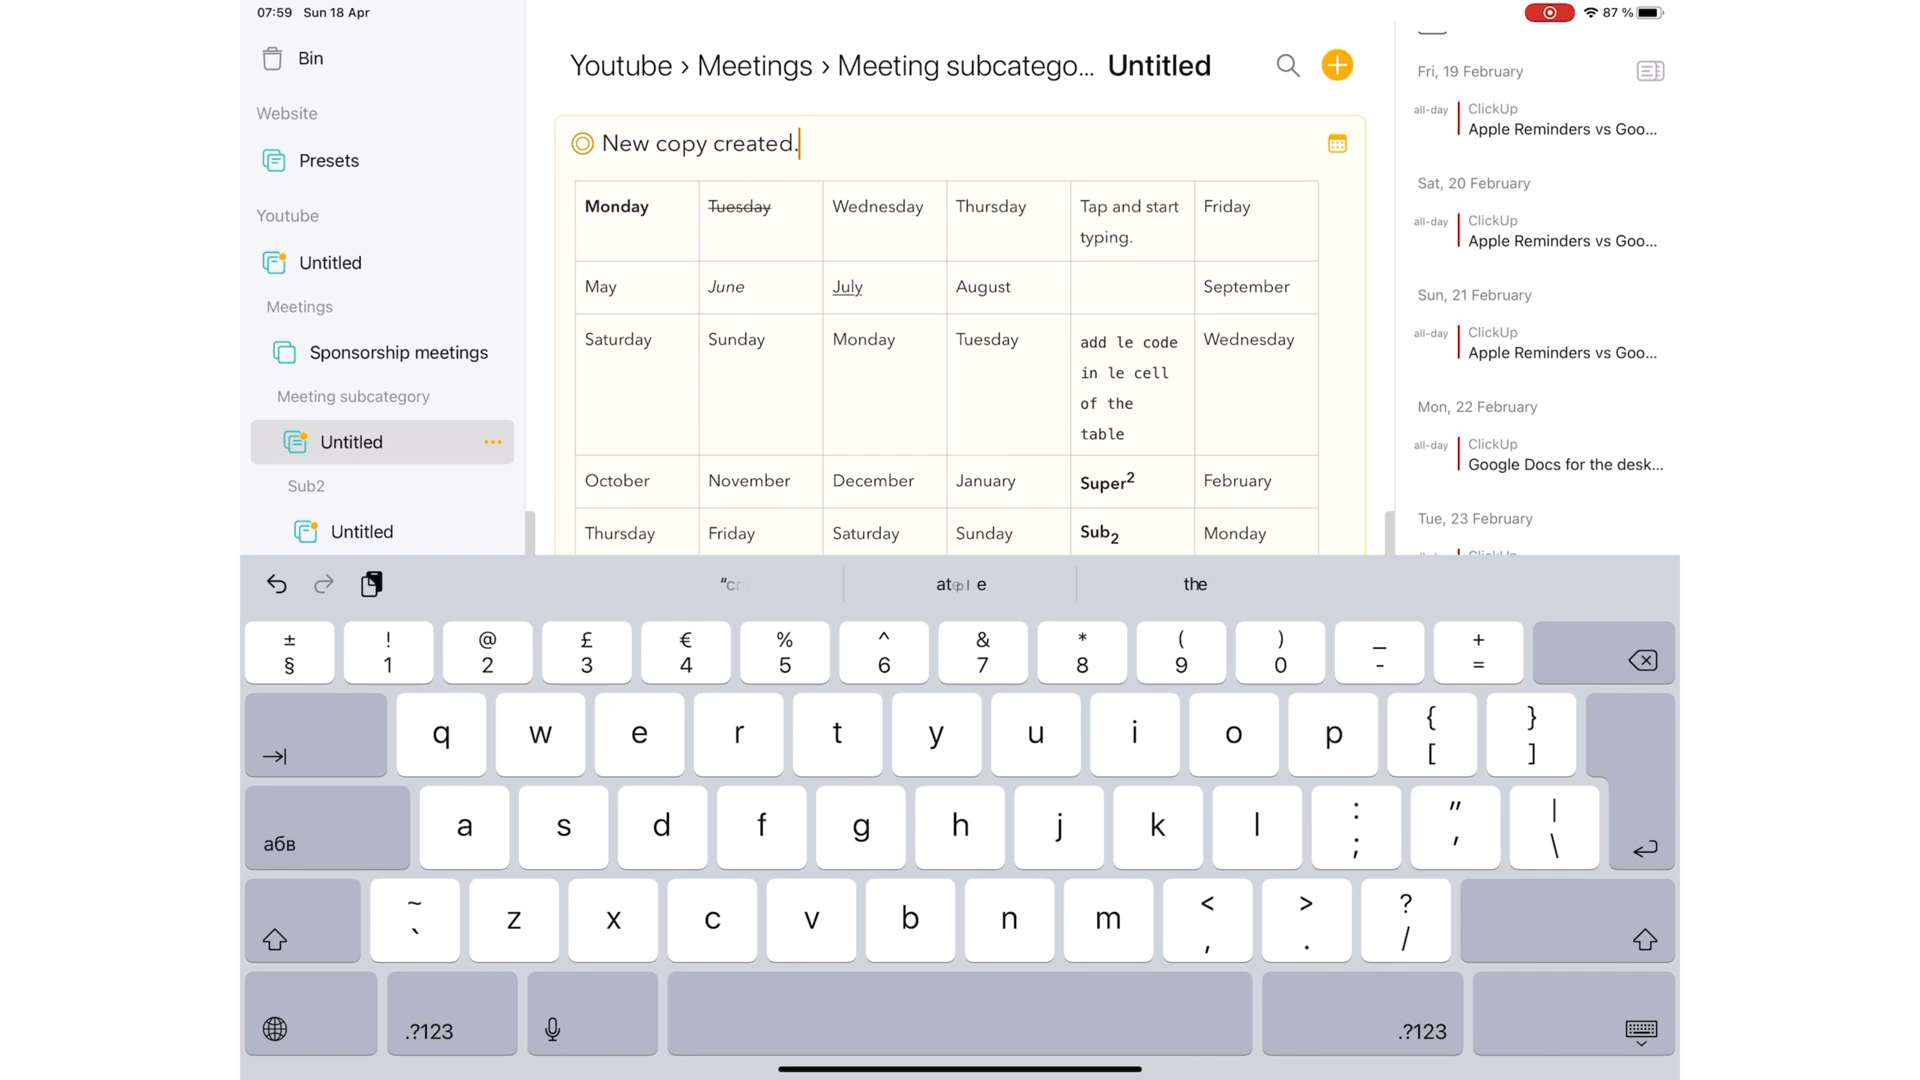 07:59 Sun 18 Apr
87 %
Bin
Website
Presets
Youtube
Untitled
Meetings
Sponsorship meetings
Meeting subcategory
Untitled
Sub2
Untitled
Youtube › Meetings › Meeting subcatego... Untitled
New copy created.
Monday Tuesday Wednesday Thursday Tap and start Friday
typing.
May June July August September
Saturday Sunday Monday Tuesday add le code Wednesday
in le cell
of the
table
October November December January Super2 February
Thursday Friday Saturday Sunday Sub2 Monday
Fri, 19 February
all-day ClickUp
Apple Reminders vs Goo...
Sat, 20 February
all-day ClickUp
Apple Reminders vs Goo...
Sun, 21 February
all-day ClickUp
Apple Reminders vs Goo...
Mon, 22 February
all-day ClickUp
Google Docs for the desk...
Tue, 23 February
the
± ! @ £ € % ^ & * ( ) _ +
§ 1 2 3 4 5 6 7 8 9 0 - =
q w e r t y u i o p { [ } ]
абв a s d f g h j k l : ; " ' | \
~ ` z x c v b n m < , > . ? /
.?123 .?123